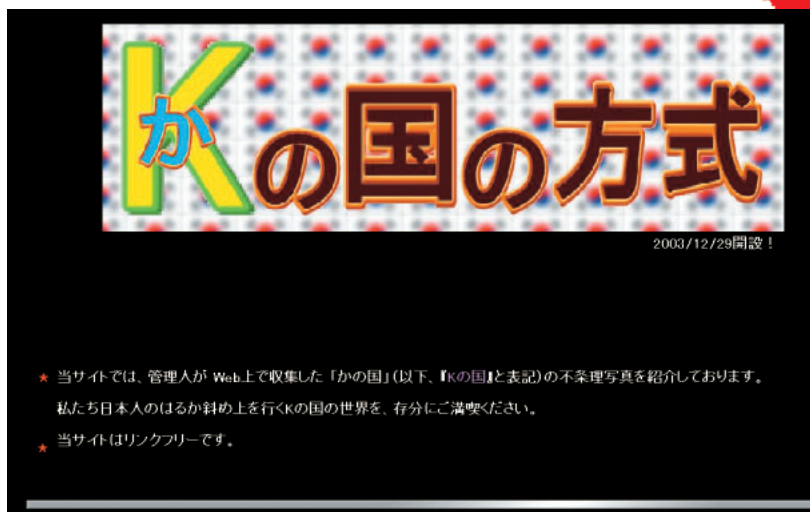 Kかの国の方式
2003/12/29開設！
★ 当サイトでは、管理人が Web上で収集した「かの国」(以下、『Kの国』と表記)の不条理写真を紹介しております。
私たち日本人のはるか斜め上を行くKの国の世界を、存分にご満喫ください。
★ 当サイトはリンクフリーです。